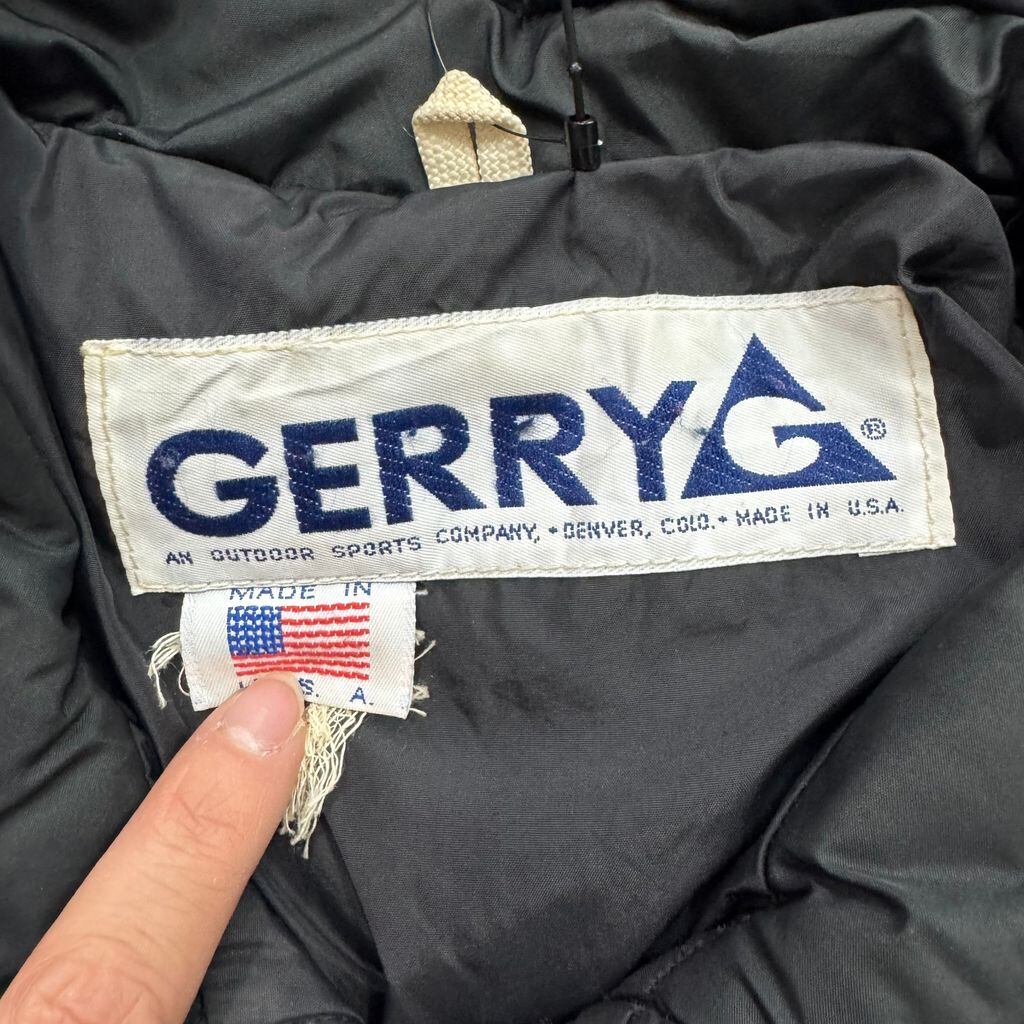 GERRY G ®
AN OUTDOOR SPORTS COMPANY, • DENVER, COLO. • MADE IN U.S.A.
MADE IN
U.S.A.